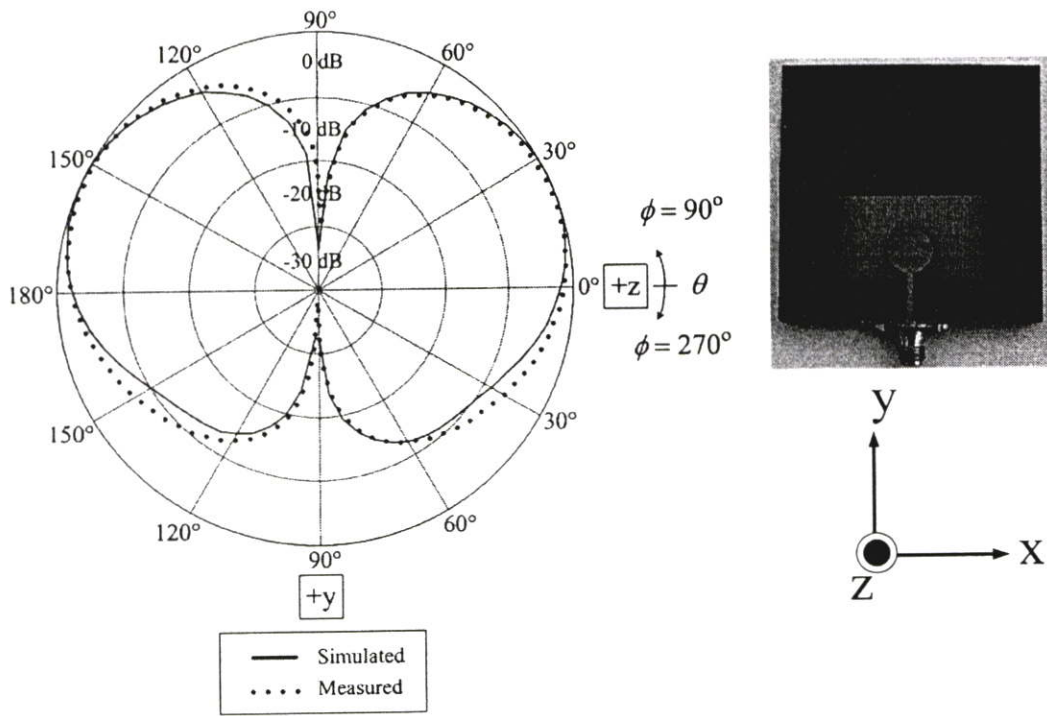 90°
120°
0 dB
60°
-10 dB
150°
30°
-20 dB
ϕ = 90°
-30 dB
180°
0°
+z
θ
ϕ = 270°
150°
30°
120°
60°
90°
+y
Simulated
Measured
y
x
z